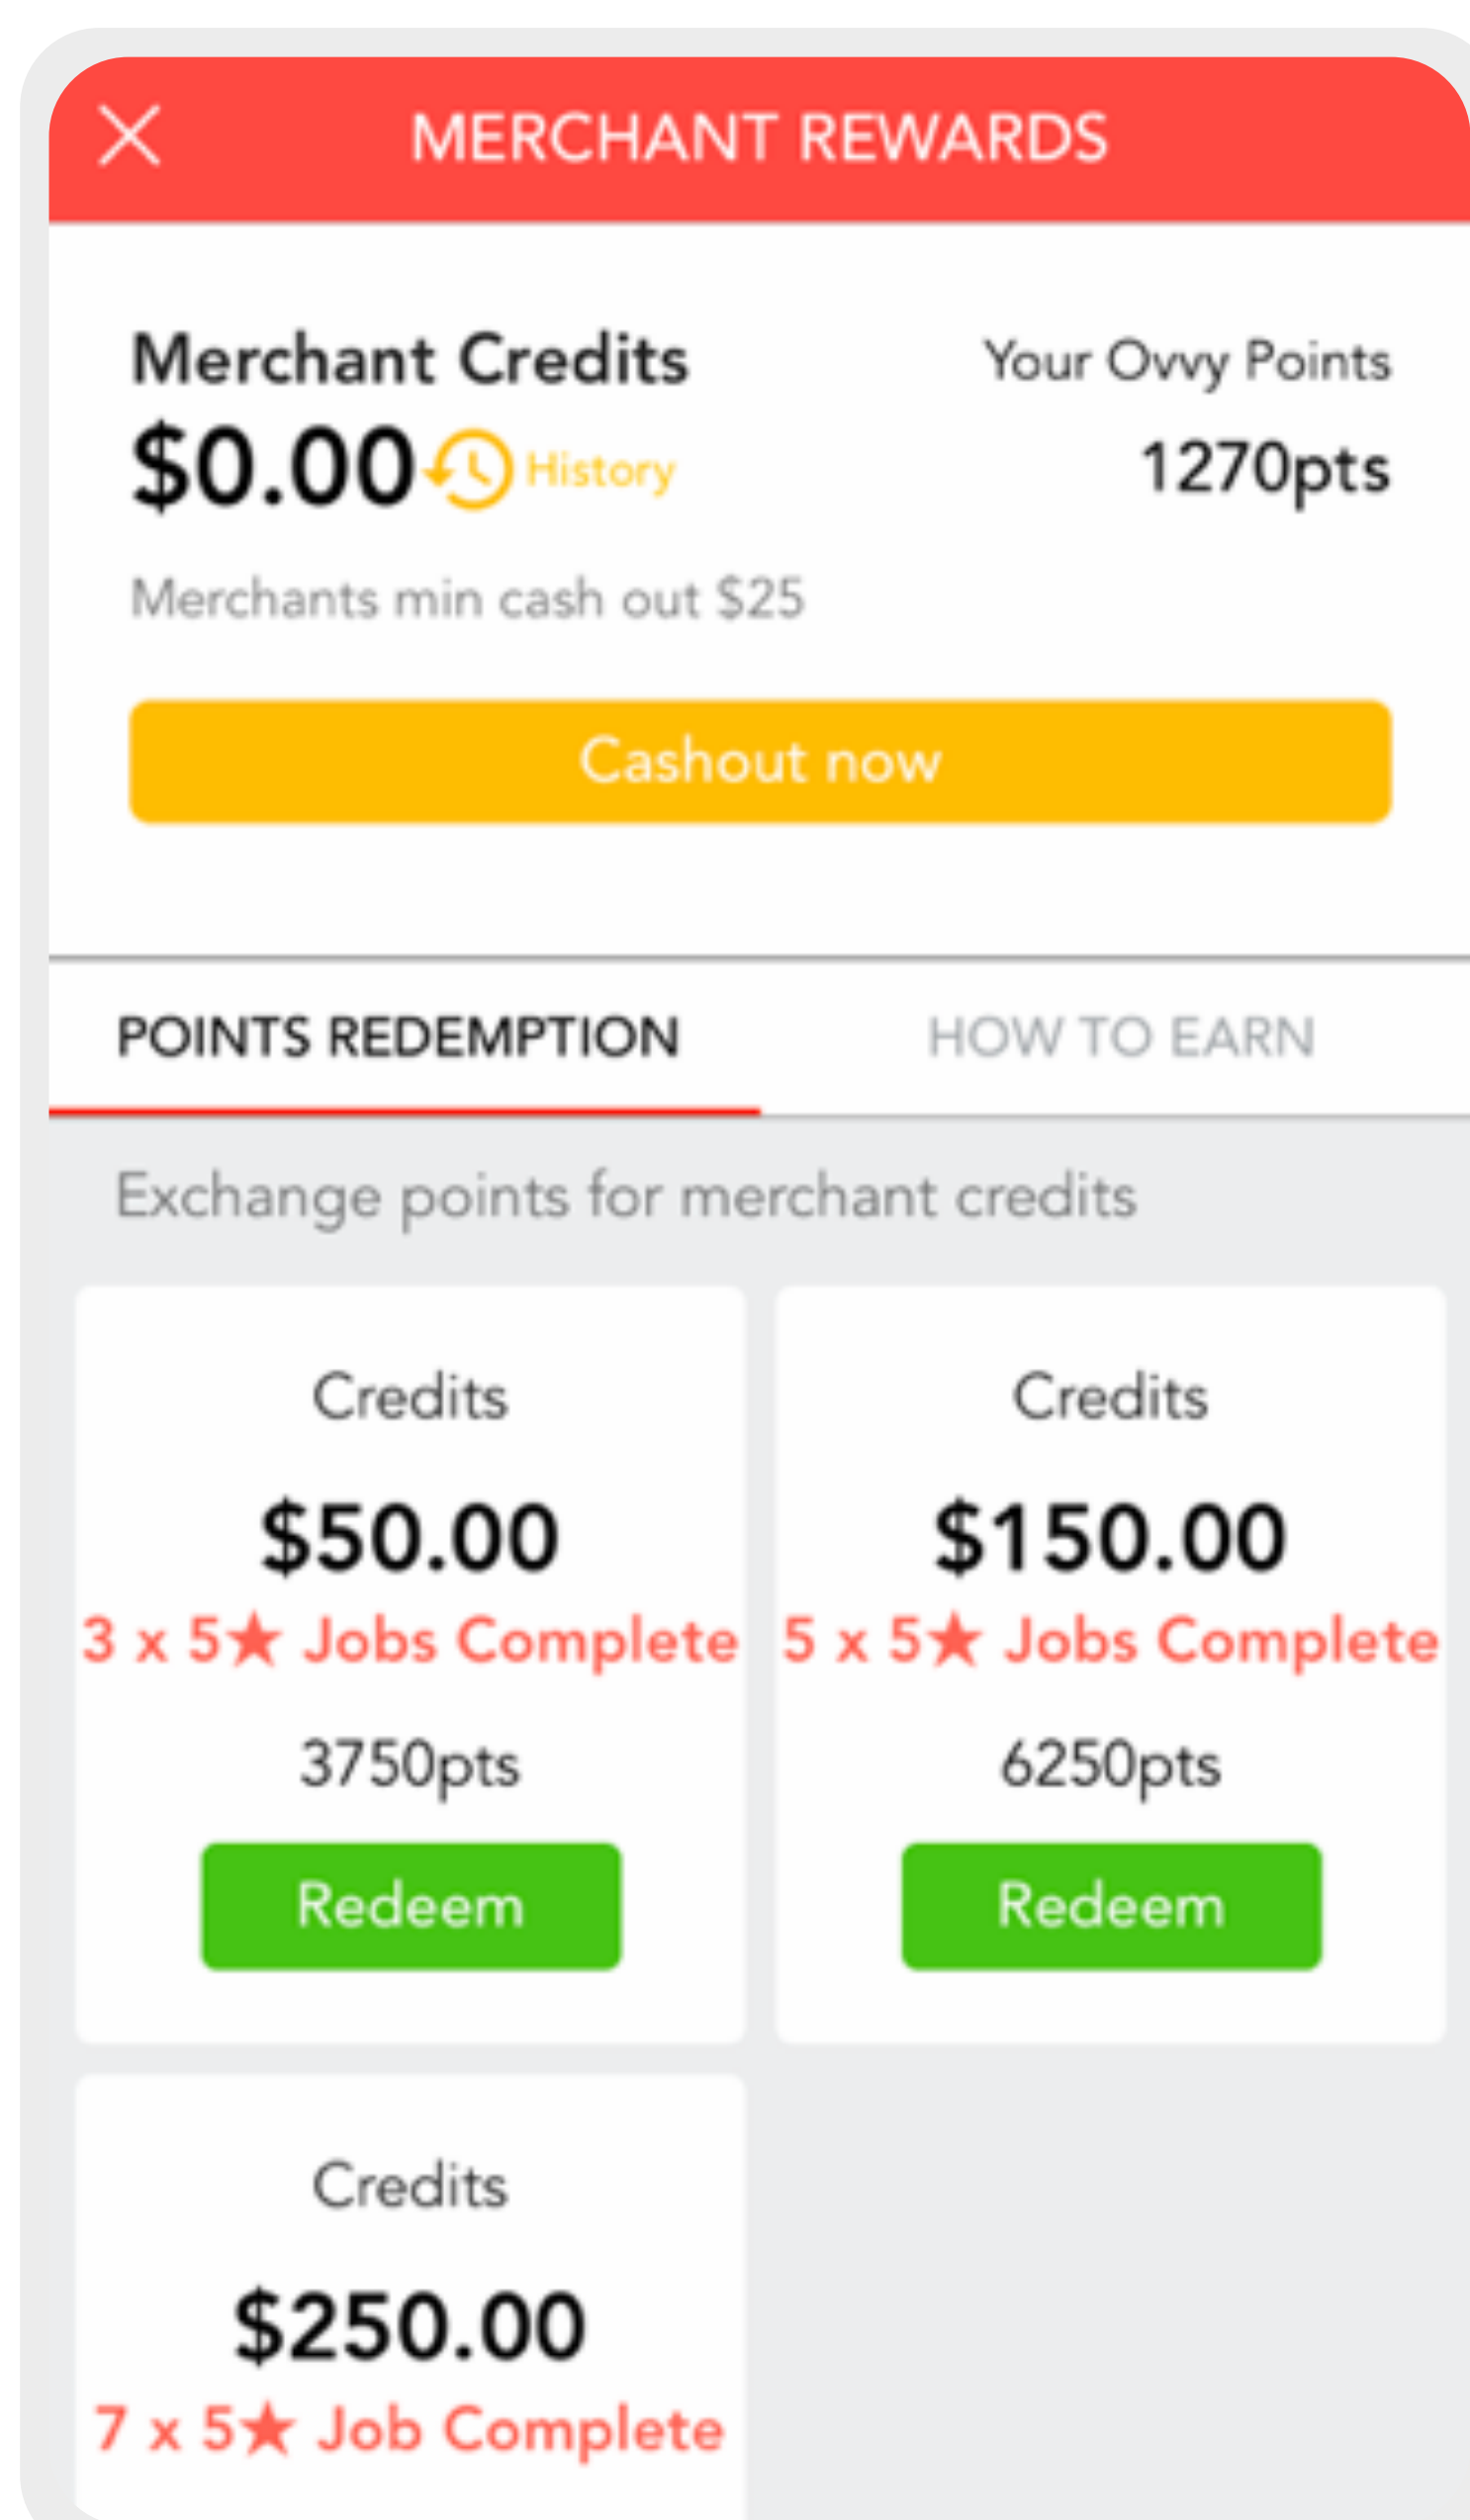 MERCHANT REWARDS
Merchant Credits
Your Ovvy Points
$0.00 History
1270pts
Merchants min cash out $25
Cashout now
POINTS REDEMPTION
HOW TO EARN
Exchange points for merchant credits
Credits
$50.00
3 x 5★ Jobs Complete
3750pts
Redeem
Credits
$150.00
5 x 5★ Jobs Complete
6250pts
Redeem
Credits
$250.00
7 x 5★ Job Complete